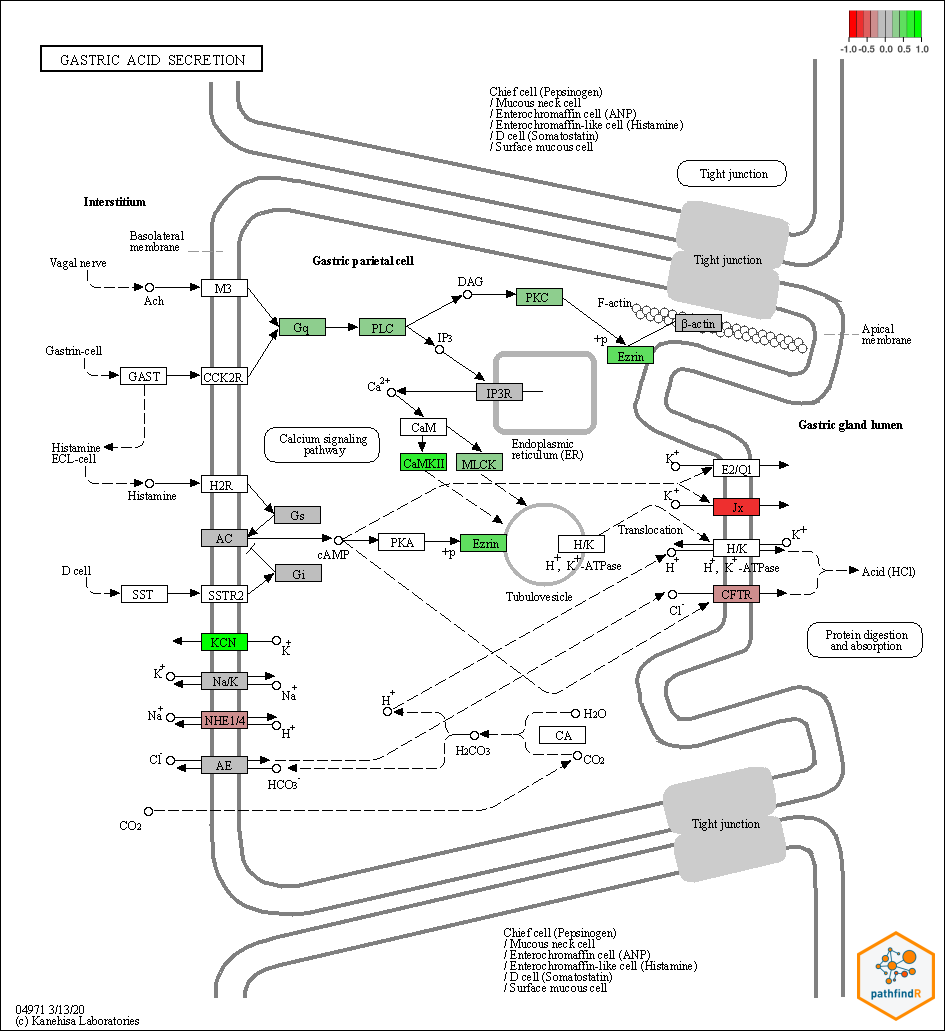 -1.0 -0.5 0.0 0.5 1.0
GASTRIC ACID SECRETION
Chief cell (Pepsinogen)
/ Mucous neck cell
/ Enterochromaffin cell (ANP)
/ Enterochromaffin-like cell (Histamine)
/ D cell (Somatostatin)
/ Surface mucous cell
Tight junction
Interstitium
Basolateral
membrane
Gastric parietal cell
Tight junction
Vagal nerve
Ach
M3
DAG
PKC
F-actin
β-actin
Gq
PLC
IP3
+p
Ezrin
Apical
membrane
Gastrin-cell
GAST
CCK2R
Ca2+
IP3R
CaM
Gastric gland lumen
Histamine
ECL-cell
Calcium signaling
pathway
Endoplasmic
reticulum (ER)
CaMKII
MLCK
K+
E2/Q1
Histamine
H2R
K+
Jx
Gs
AC
cAMP
PKA
+p
Ezrin
H/K
H+, K+-ATPase
Translocation
H/K
K+
H+
H+, K+-ATPase
Gi
D cell
SST
SSTR2
Tubulovesicle
Cl-
CFTR
Acid (HCl)
KCN
K+
Protein digestion
and absorption
K+
Na/K
Na+
Na+
NHE1/4
H+
H+
H2O
CA
H2CO3
CO2
Cl-
AE
HCO3-
CO2
Tight junction
Chief cell (Pepsinogen)
/ Mucous neck cell
/ Enterochromaffin cell (ANP)
/ Enterochromaffin-like cell (Histamine)
/ D cell (Somatostatin)
/ Surface mucous cell
pathfindR
04971 3/13/20
(c) Kanehisa Laboratories